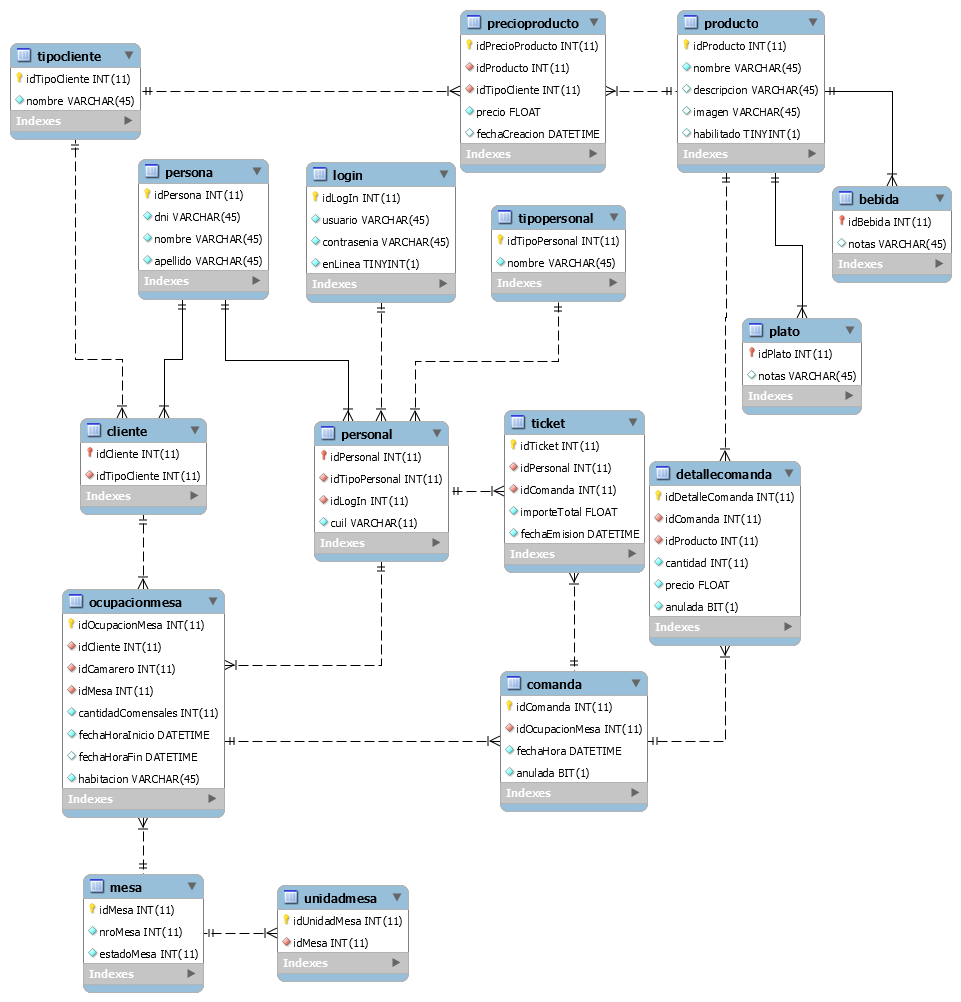 tipocliente
idTipoCliente INT(11)
nombre VARCHAR(45)
Indexes
precioproducto
idPrecioProducto INT(11)
idProducto INT(11)
idTipoCliente INT(11)
precio FLOAT
fechaCreacion DATETIME
Indexes
producto
idProducto INT(11)
nombre VARCHAR(45)
descripcion VARCHAR(45)
imagen VARCHAR(45)
habilitado TINYINT(1)
Indexes
persona
idPersona INT(11)
dni VARCHAR(45)
nombre VARCHAR(45)
apellido VARCHAR(45)
Indexes
login
idLogIn INT(11)
usuario VARCHAR(45)
contrasenia VARCHAR(45)
enLinea TINYINT(1)
Indexes
tipopersonal
idTipoPersonal INT(11)
nombre VARCHAR(45)
Indexes
bebida
idBebida INT(11)
notas VARCHAR(45)
Indexes
plato
idPlato INT(11)
notas VARCHAR(45)
Indexes
cliente
idCliente INT(11)
idTipoCliente INT(11)
Indexes
personal
idPersonal INT(11)
idTipoPersonal INT(11)
idLogIn INT(11)
cuil VARCHAR(11)
Indexes
ticket
idTicket INT(11)
idPersonal INT(11)
idComanda INT(11)
importeTotal FLOAT
fechaEmision DATETIME
Indexes
detallecomanda
idDetalleComanda INT(11)
idComanda INT(11)
idProducto INT(11)
cantidad INT(11)
precio FLOAT
anulada BIT(1)
Indexes
ocupacionmesa
idOcupacionMesa INT(11)
idCliente INT(11)
idCamarero INT(11)
idMesa INT(11)
cantidadComensales INT(11)
fechaHoraInicio DATETIME
fechaHoraFin DATETIME
habitacion VARCHAR(45)
Indexes
comanda
idComanda INT(11)
idOcupacionMesa INT(11)
fechaHora DATETIME
anulada BIT(1)
Indexes
mesa
idMesa INT(11)
nroMesa INT(11)
estadoMesa INT(11)
Indexes
unidadmesa
idUnidadMesa INT(11)
idMesa INT(11)
Indexes